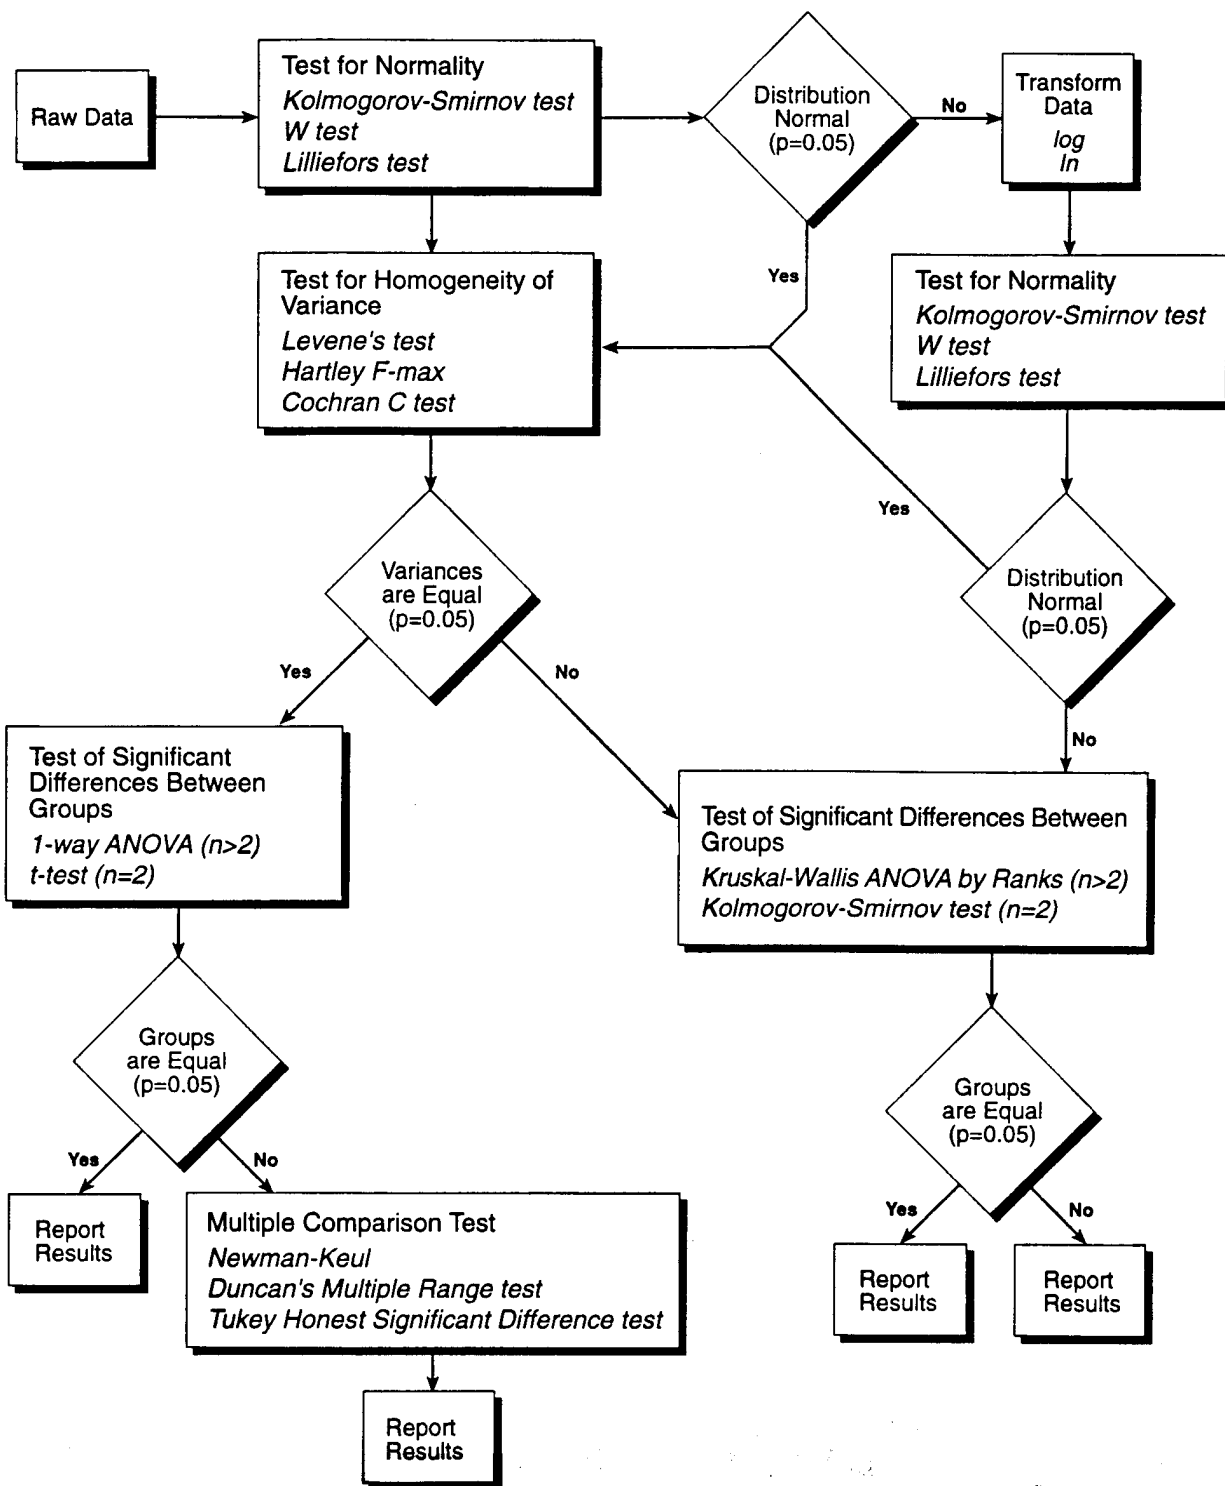 Raw Data
Test for Normality
Kolmogorov-Smirnov test
W test
Lilliefors test
Distribution
Normal
(p=0.05)
No
Transform
Data
log
ln
Yes
Test for Homogeneity of
Variance
Levene's test
Hartley F-max
Cochran C test
Test for Normality
Kolmogorov-Smirnov test
W test
Lilliefors test
Yes
Variances
are Equal
(p=0.05)
Distribution
Normal
(p=0.05)
Yes
No
No
Test of Significant
Differences Between
Groups
1-way ANOVA (n>2)
t-test (n=2)
Test of Significant Differences Between
Groups
Kruskal-Wallis ANOVA by Ranks (n>2)
Kolmogorov-Smirnov test (n=2)
Groups
are Equal
(p=0.05)
Groups
are Equal
(p=0.05)
Yes
No
Report
Results
Multiple Comparison Test
Newman-Keul
Duncan's Multiple Range test
Tukey Honest Significant Difference test
Yes
No
Report
Results
Report
Results
Report
Results